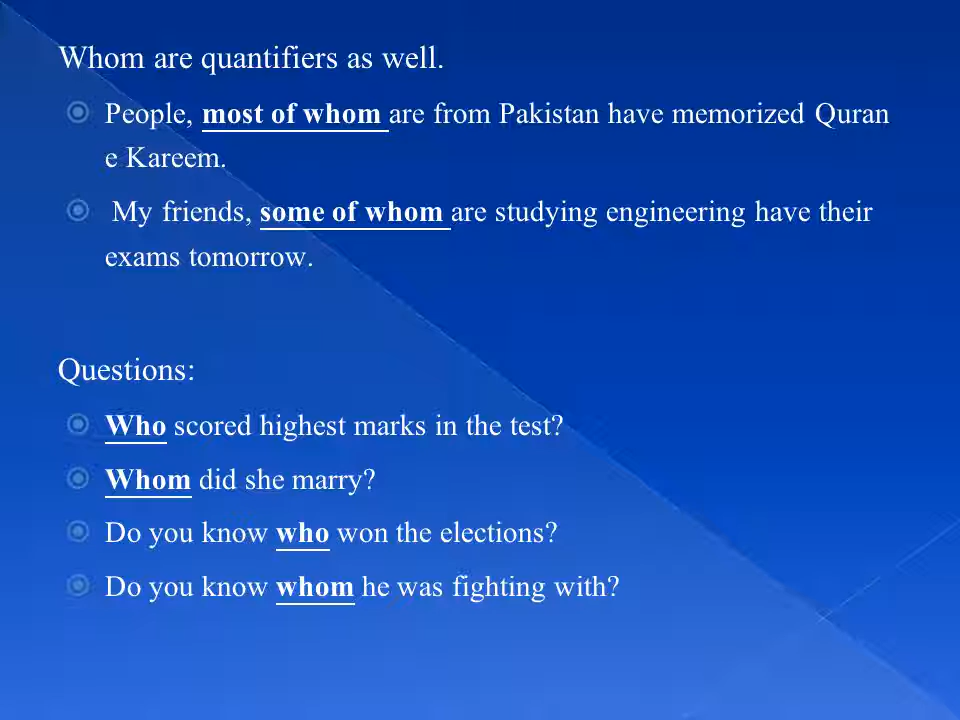 Whom are quantifiers as well.
People, most of whom are from Pakistan have memorized Quran
e Kareem.
My friends, some of whom are studying engineering have their
exams tomorrow.
Questions:
Who scored highest marks in the test?
Whom did she marry?
Do you know who won the elections?
Do you know whom he was fighting with?